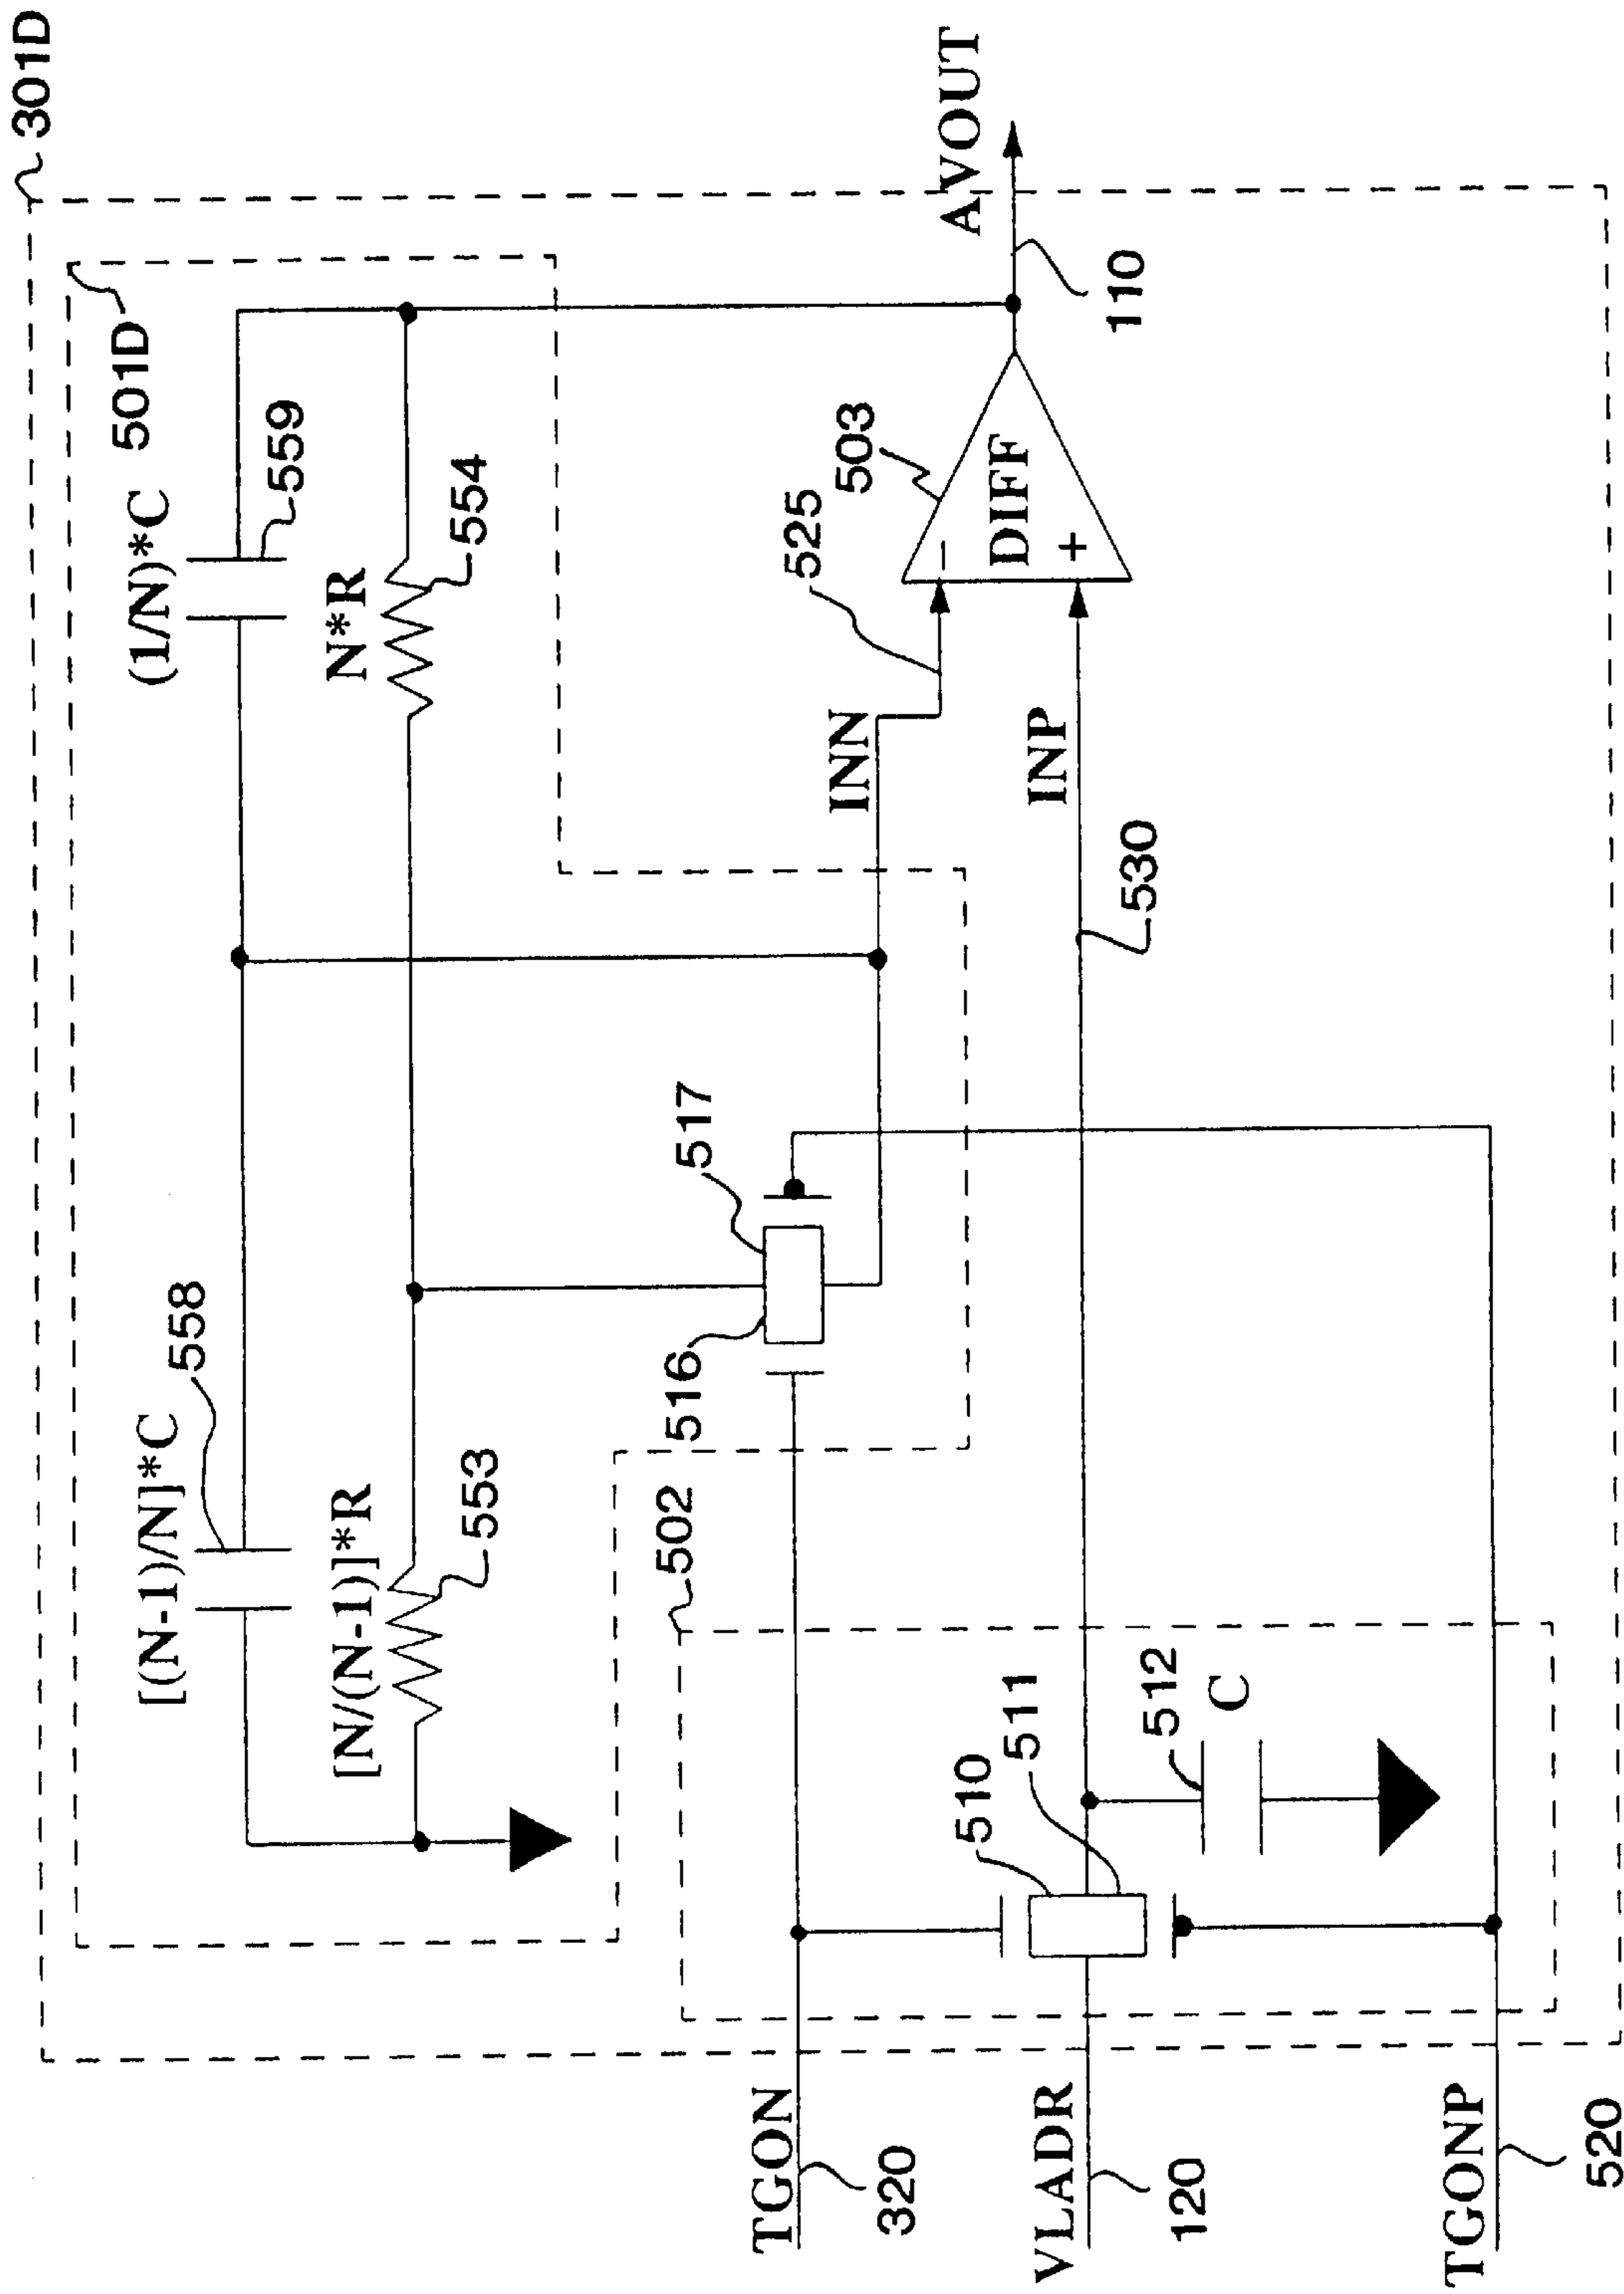 301D
501D
(1/N)*C
559
N*R
554
[(N-1)/N]*C
558
[N/(N-1)]*R
553
516
517
502
INN
525
503
DIFF
−
+
AVOUT
110
INP
530
510
511
512
C
TGON
320
VLADR
120
TGONP
520